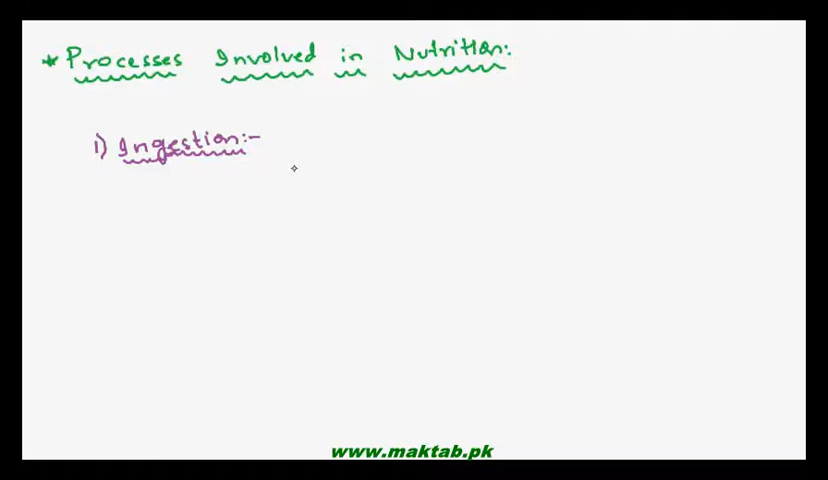 * Processes Involved in Nutrition:
1) Ingestion:-
www.maktab.pk